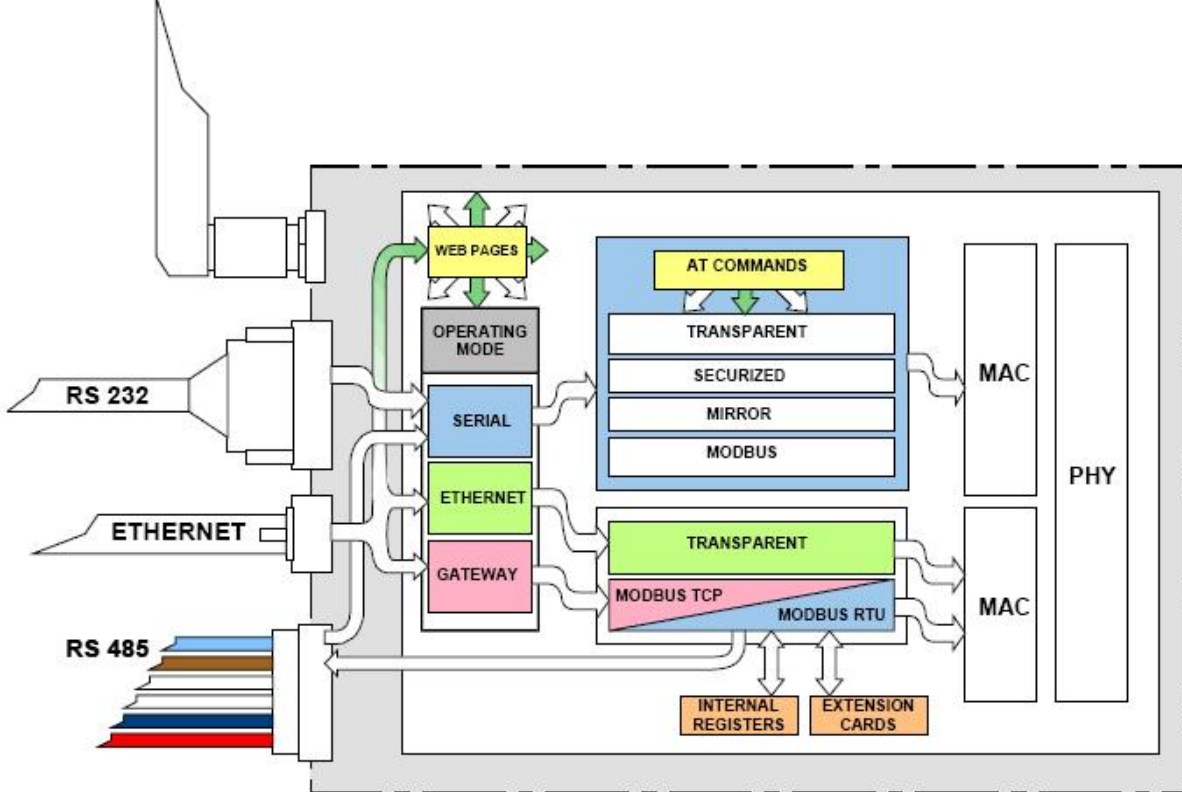 WEB PAGES
OPERATING
MODE
SERIAL
ETHERNET
GATEWAY
RS 232
ETHERNET
RS 485
AT COMMANDS
TRANSPARENT
SECURIZED
MIRROR
MODBUS
TRANSPARENT
MODBUS TCP
MODBUS RTU
INTERNAL
REGISTERS
EXTENSION
CARDS
MAC
MAC
PHY